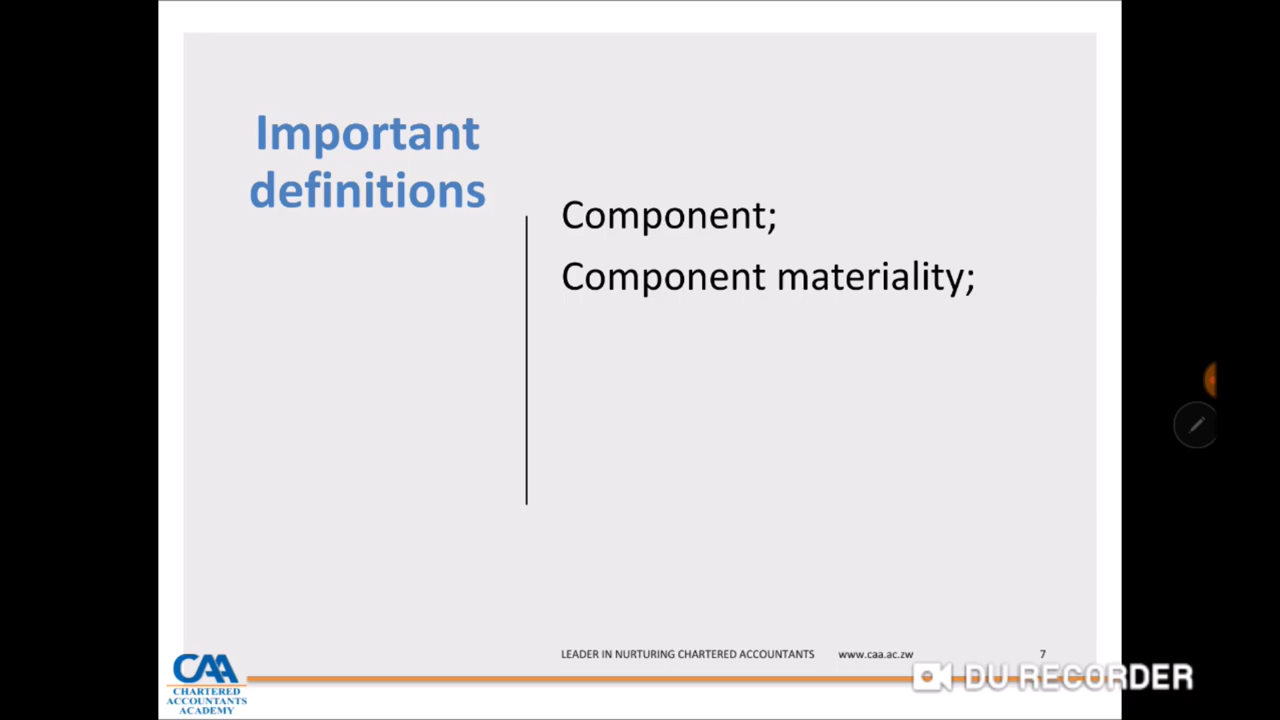 Important
definitions
Component;
Component materiality;
LEADER IN NURTURING CHARTERED ACCOUNTANTS www.caa.ac.zw 7
CAA
CHARTERED
ACCOUNTANTS
ACADEMY
DU RECORDER